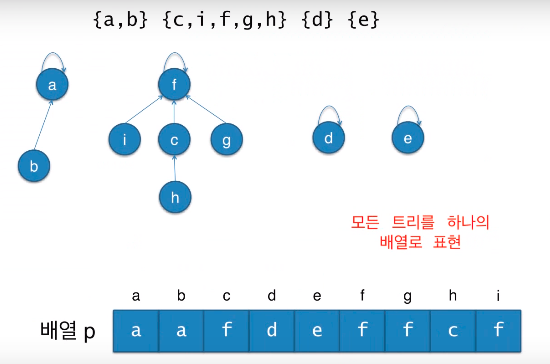 {a,b} {c,i,f,g,h} {d} {e}
a
f
i
c
g
d
e
b
h
모든 트리를 하나의
배열로 표현
a b c d e f g h i
배열 p a a f d e f f c f